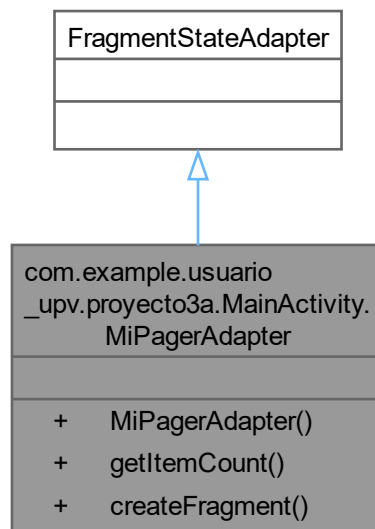 FragmentStateAdapter
com.example.usuario
_upv.proyecto3a.MainActivity.
MiPagerAdapter
+ MiPagerAdapter()
+ getItemCount()
+ createFragment()